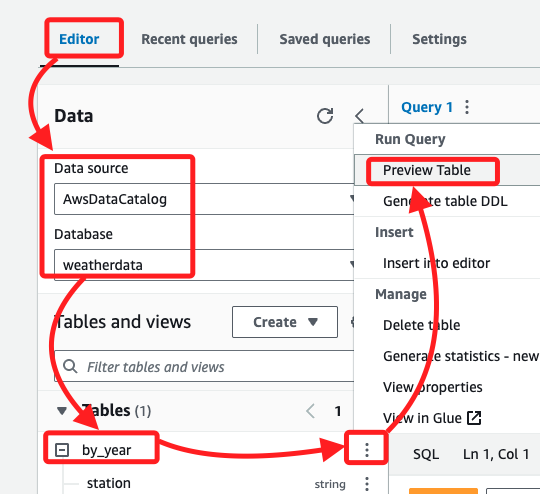 Editor
Recent queries
Saved queries
Settings
Data
Data source
AwsDataCatalog
Database
weatherdata
Tables and views
Create
Filter tables and views
Tables (1)
1
by_year
station
string
Query 1
Run Query
Preview Table
Generate table DDL
Insert
Insert into editor
Manage
Delete table
Generate statistics - new
View properties
View in Glue
SQL
Ln 1, Col 1